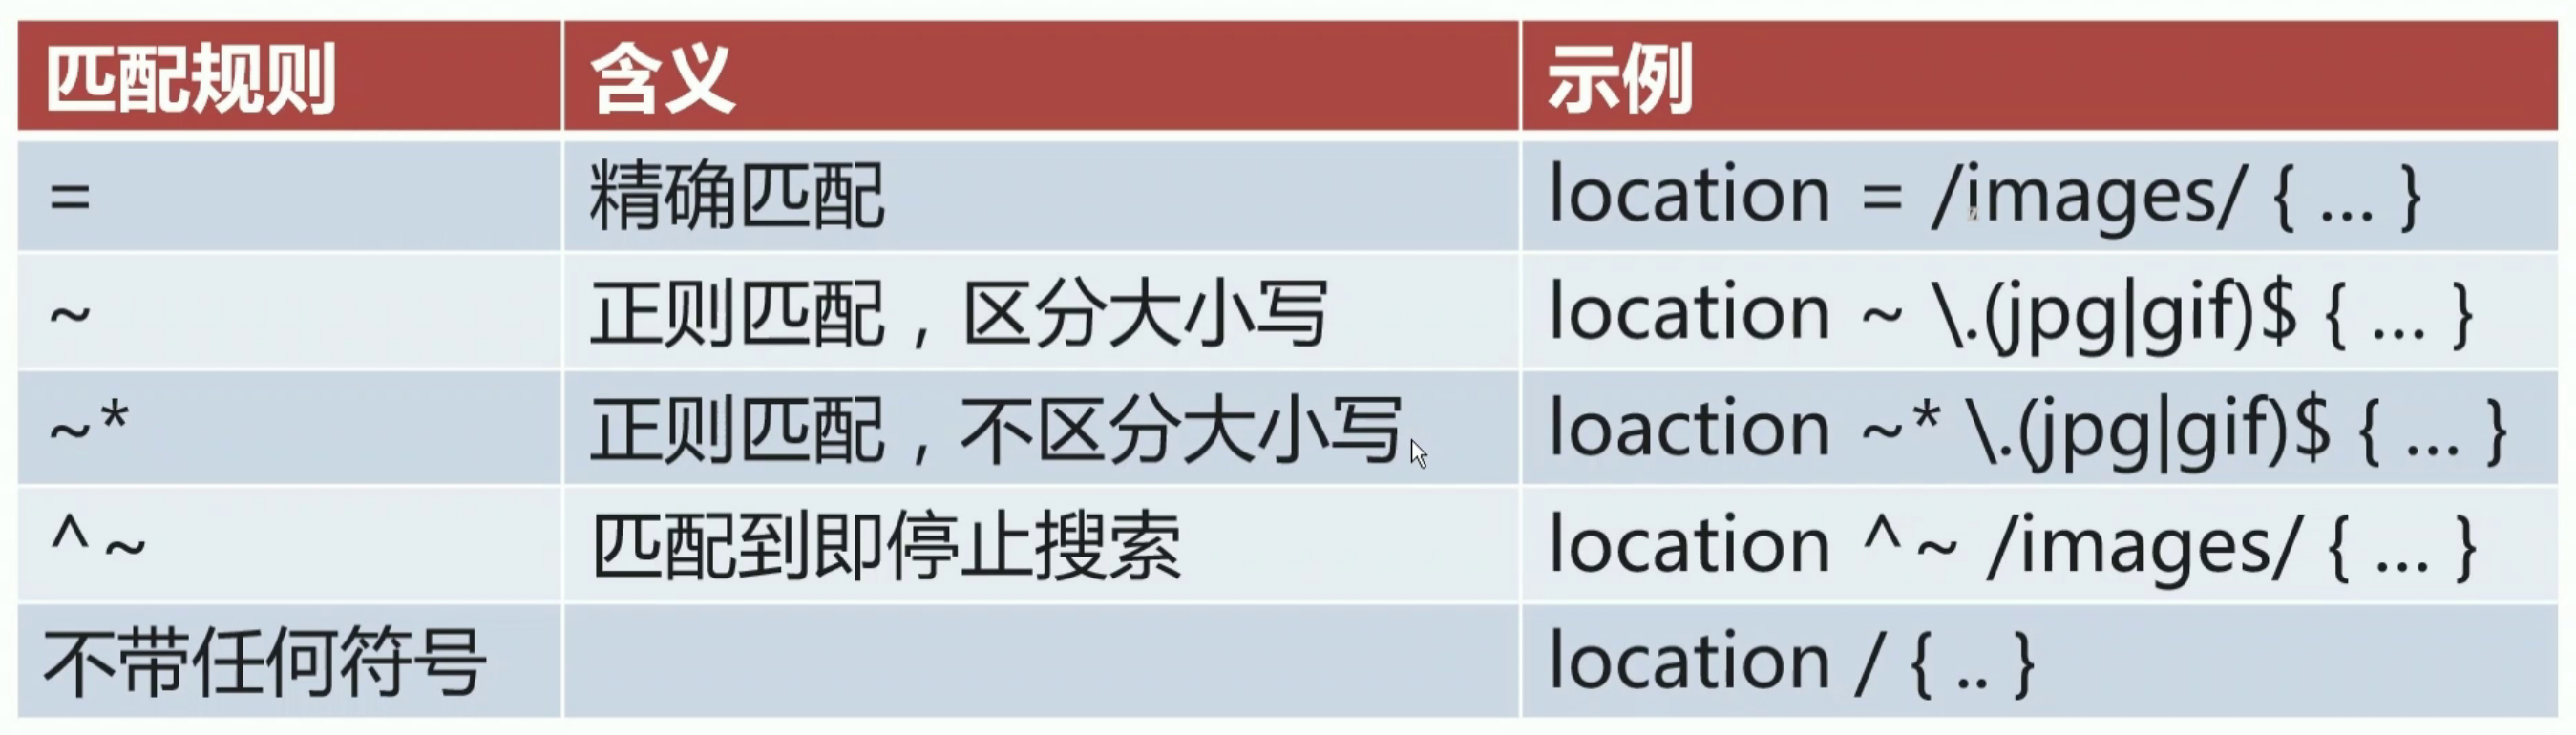 匹配规则 含义 示例
= 精确匹配 location = /images/ { ... }
~ 正则匹配，区分大小写 location ~ \.(jpg|gif)$ { ... }
~* 正则匹配，不区分大小写 loaction ~* \.(jpg|gif)$ { ... }
^~ 匹配到即停止搜索 location ^~ /images/ { ... }
不带任何符号 location / { .. }